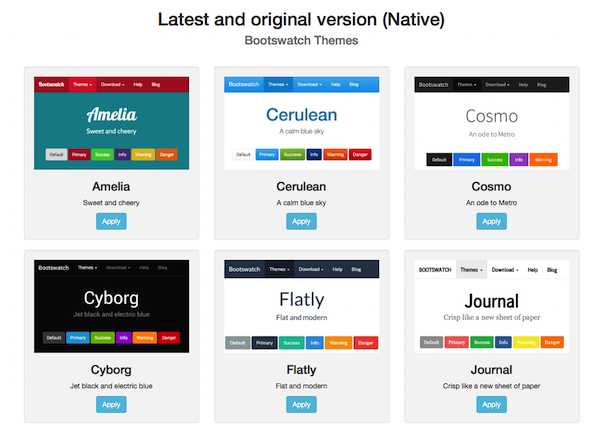 Latest and original version (Native)
Bootswatch Themes
Bootswatch Themes Download Help Blog
Amelia
Sweet and cheery
Default Primary Success Info Warning Danger
Amelia
Sweet and cheery
Apply
Bootswatch Themes Download Help Blog
Cerulean
A calm blue sky
Default Primary Success Info Warning Danger
Cerulean
A calm blue sky
Apply
Bootswatch Themes Download Help Blog
Cosmo
An ode to Metro
Default Primary Success Info Warning
Cosmo
An ode to Metro
Apply
Bootswatch Themes Download Help Blog
Cyborg
Jet black and electric blue
Default Primary Success Info Warning Danger
Cyborg
Jet black and electric blue
Apply
Bootswatch Themes Download Help Blog
Flatly
Flat and modern
Default Primary Success Info Warning Danger
Flatly
Flat and modern
Apply
BOOTSWATCH Themes Download Help Blog
Journal
Crisp like a new sheet of paper
Default Primary Success Info Warning Danger
Journal
Crisp like a new sheet of paper
Apply